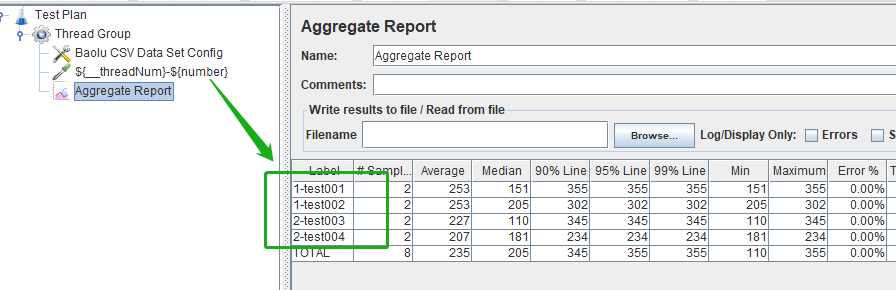 Test Plan
Thread Group
Baolu CSV Data Set Config
${__threadNum}-${number}
Aggregate Report
Aggregate Report
Name: Aggregate Report
Comments:
Write results to file / Read from file
Filename Browse... Log/Display Only: Errors S
Label # Sampl... Average Median 90% Line 95% Line 99% Line Min Maximum Error % T
1-test001 2 253 151 355 355 355 151 355 0.00%
1-test002 2 253 205 302 302 302 205 302 0.00%
2-test003 2 227 110 345 345 345 110 345 0.00%
2-test004 2 207 181 234 234 234 181 234 0.00%
TOTAL 8 235 205 345 355 355 110 355 0.00%